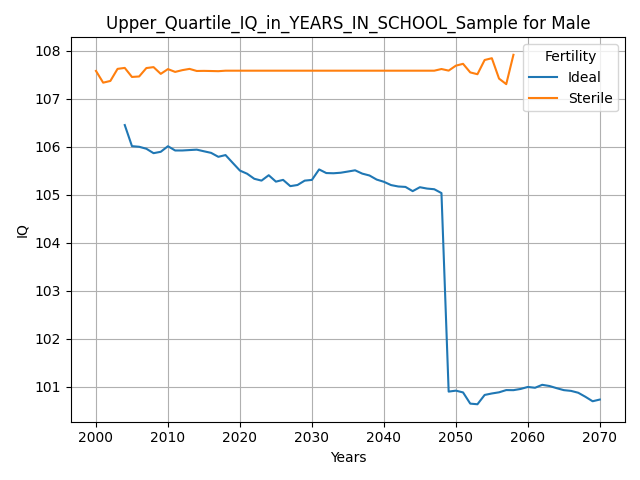 Upper_Quartile_IQ_in_YEARS_IN_SCHOOL_Sample for Male
108
107
106
105
104
103
102
101
IQ
Fertility
Ideal
Sterile
2000 2010 2020 2030 2040 2050 2060 2070
Years